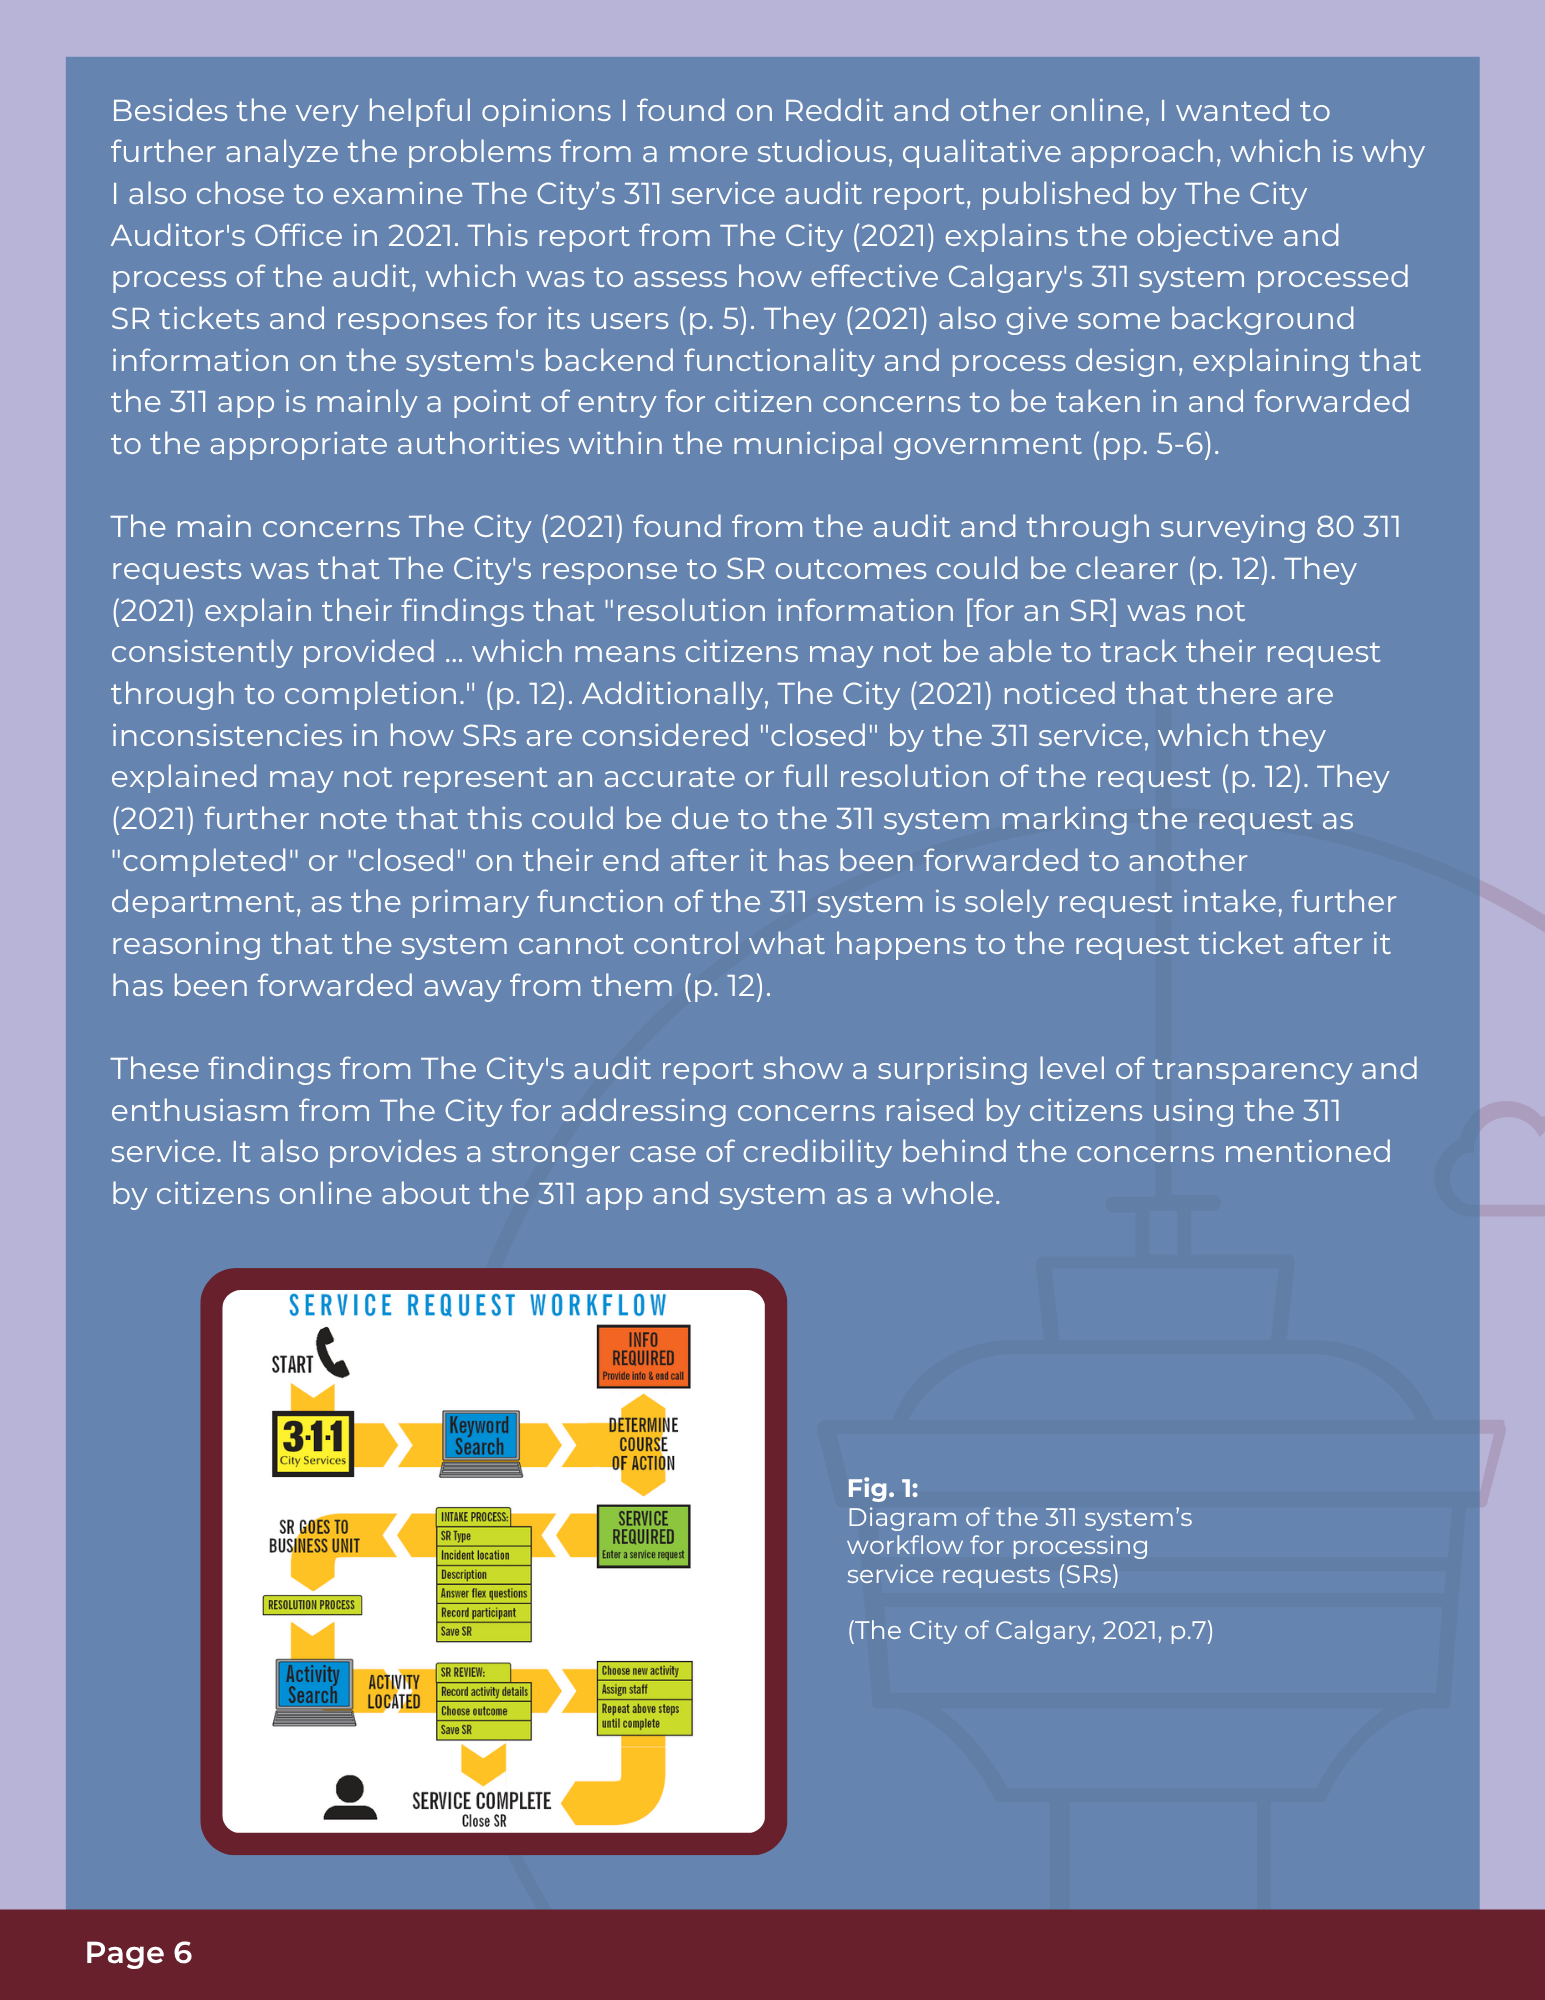 Besides the very helpful opinions I found on Reddit and other online, I wanted to
further analyze the problems from a more studious, qualitative approach, which is why
I also chose to examine The City’s 311 service audit report, published by The City
Auditor's Office in 2021. This report from The City (2021) explains the objective and
process of the audit, which was to assess how effective Calgary's 311 system processed
SR tickets and responses for its users (p. 5). They (2021) also give some background
information on the system's backend functionality and process design, explaining that
the 311 app is mainly a point of entry for citizen concerns to be taken in and forwarded
to the appropriate authorities within the municipal government (pp. 5-6).
The main concerns The City (2021) found from the audit and through surveying 80 311
requests was that The City's response to SR outcomes could be clearer (p. 12). They
(2021) explain their findings that "resolution information [for an SR] was not
consistently provided ... which means citizens may not be able to track their request
through to completion." (p. 12). Additionally, The City (2021) noticed that there are
inconsistencies in how SRs are considered "closed" by the 311 service, which they
explained may not represent an accurate or full resolution of the request (p. 12). They
(2021) further note that this could be due to the 311 system marking the request as
"completed" or "closed" on their end after it has been forwarded to another
department, as the primary function of the 311 system is solely request intake, further
reasoning that the system cannot control what happens to the request ticket after it
has been forwarded away from them (p. 12).
These findings from The City's audit report show a surprising level of transparency and
enthusiasm from The City for addressing concerns raised by citizens using the 311
service. It also provides a stronger case of credibility behind the concerns mentioned
by citizens online about the 311 app and system as a whole.
SERVICE REQUEST WORKFLOW
START
3·1·1
City Services
Keyword
Search
DETERMINE
COURSE
OF ACTION
INFO
REQUIRED
Provide info & end call
SERVICE
REQUIRED
Enter a service request
INTAKE PROCESS:
SR Type
Incident location
Description
Answer flex questions
Record participant
Save SR
SR GOES TO
BUSINESS UNIT
RESOLUTION PROCESS
Activity
Search
ACTIVITY
LOCATED
SR REVIEW:
Record activity details
Choose outcome
Save SR
Choose new activity
Assign staff
Repeat above steps
until complete
SERVICE COMPLETE
Close SR
Fig. 1:
Diagram of the 311 system’s
workflow for processing
service requests (SRs)
(The City of Calgary, 2021, p.7)
Page 6